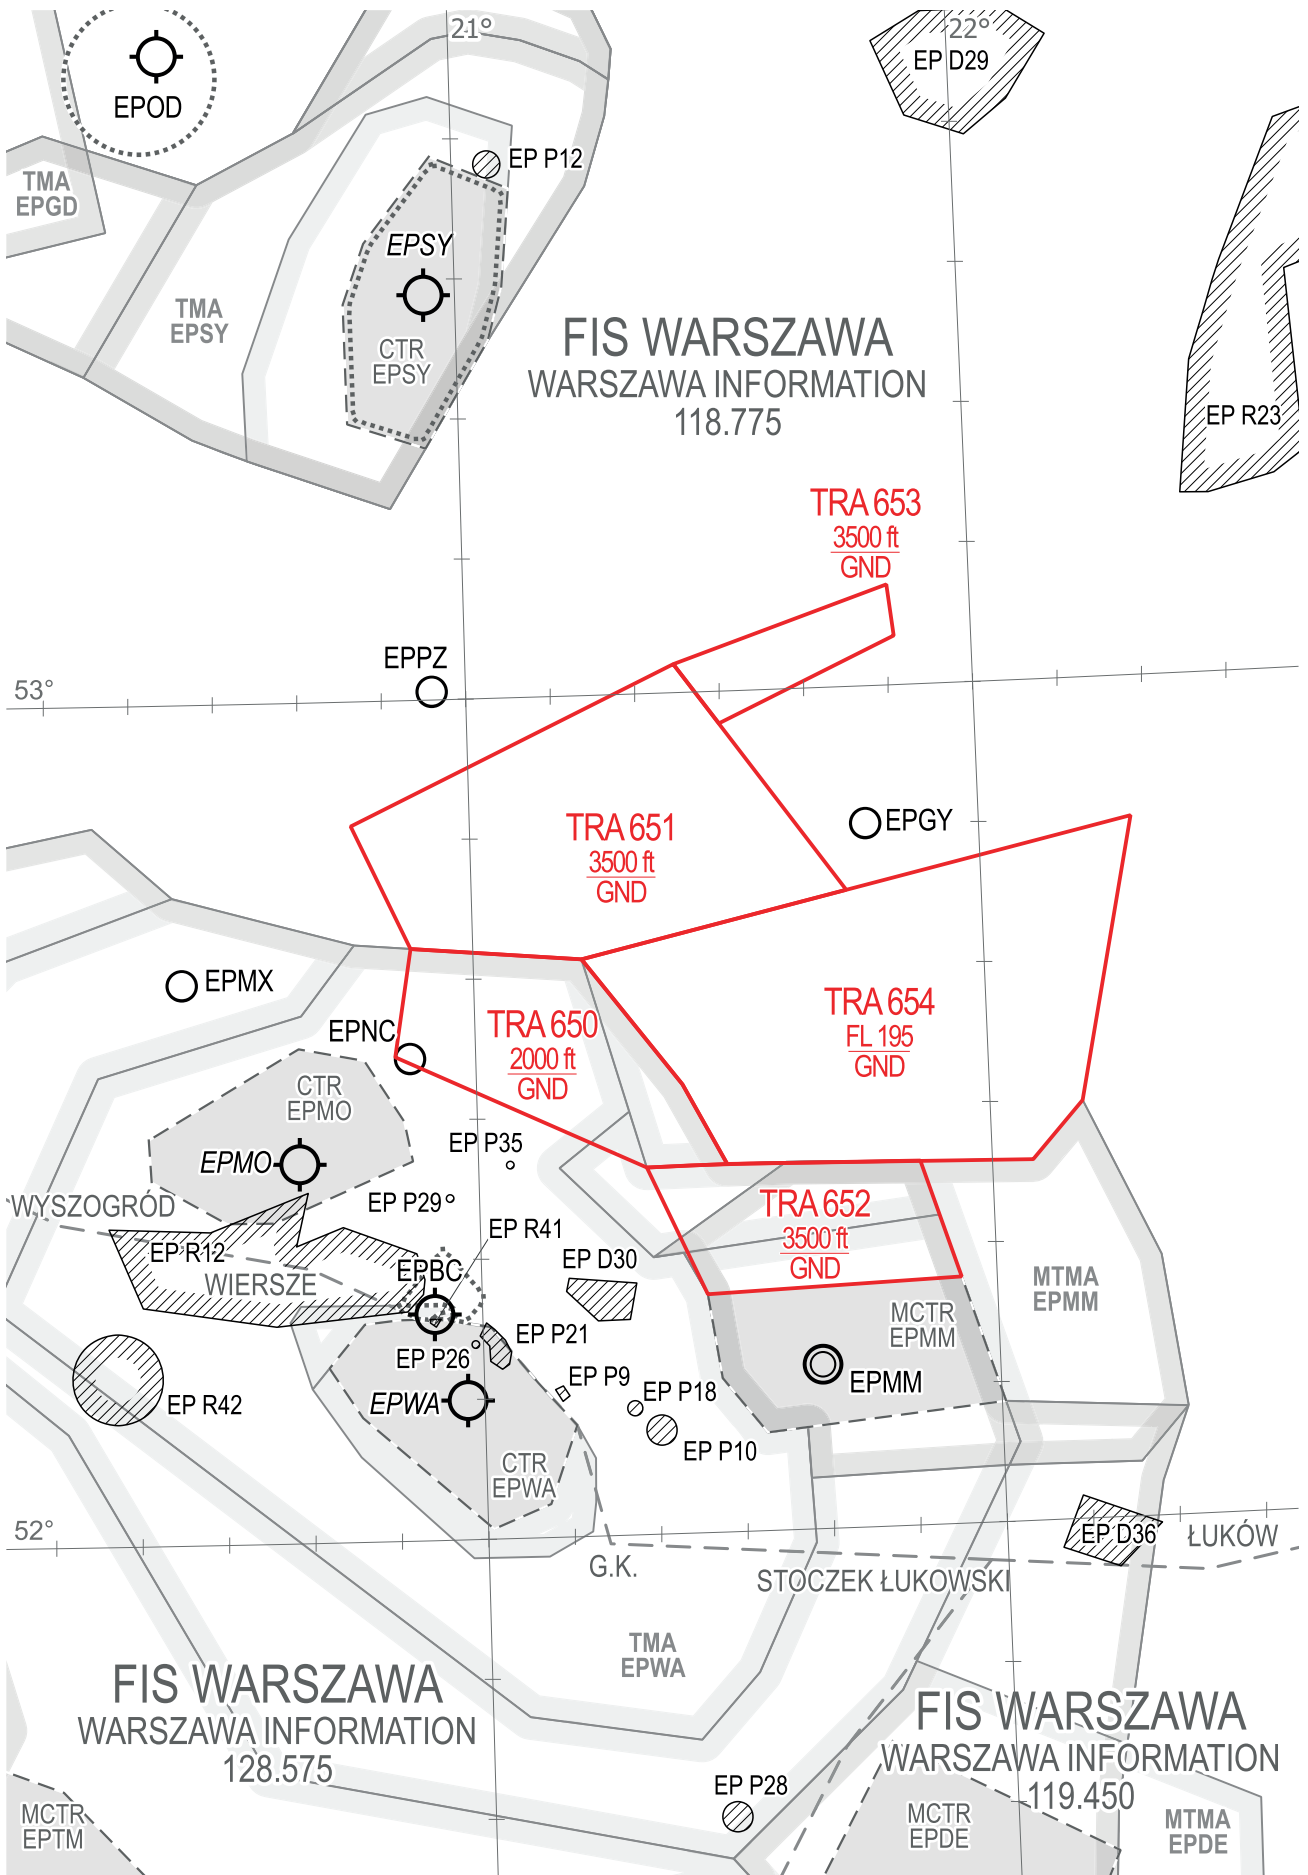 21°
22°
EP D29
EPOD
EP P12
TMA
EPGD
EPSY
TMA
EPSY
FIS WARSZAWA
WARSZAWA INFORMATION
118.775
CTR
EPSY
EP R23
TRA 653
3500 ft
GND
EPPZ
53°
EPGY
TRA 651
3500 ft
GND
EPMX
EPNC
TRA 650
2000 ft
GND
TRA 654
FL 195
GND
CTR
EPMO
EP P35
EPMO
EP P29
WYSZOGRÓD
TRA 652
3500 ft
GND
EP R41
EP R12
WIERSZE
EPBC
EP D30
MTMA
EPMM
MCTR
EPMM
EP P21
EP P26
EP P9
EPMM
EP R42
EPWA
EP P18
EP P10
CTR
EPWA
52°
EP D36
ŁUKÓW
G.K.
STOCZEK ŁUKOWSKI
TMA
EPWA
FIS WARSZAWA
WARSZAWA INFORMATION
128.575
FIS WARSZAWA
WARSZAWA INFORMATION
119.450
EP P28
MCTR
EPTM
MCTR
EPDE
MTMA
EPDE